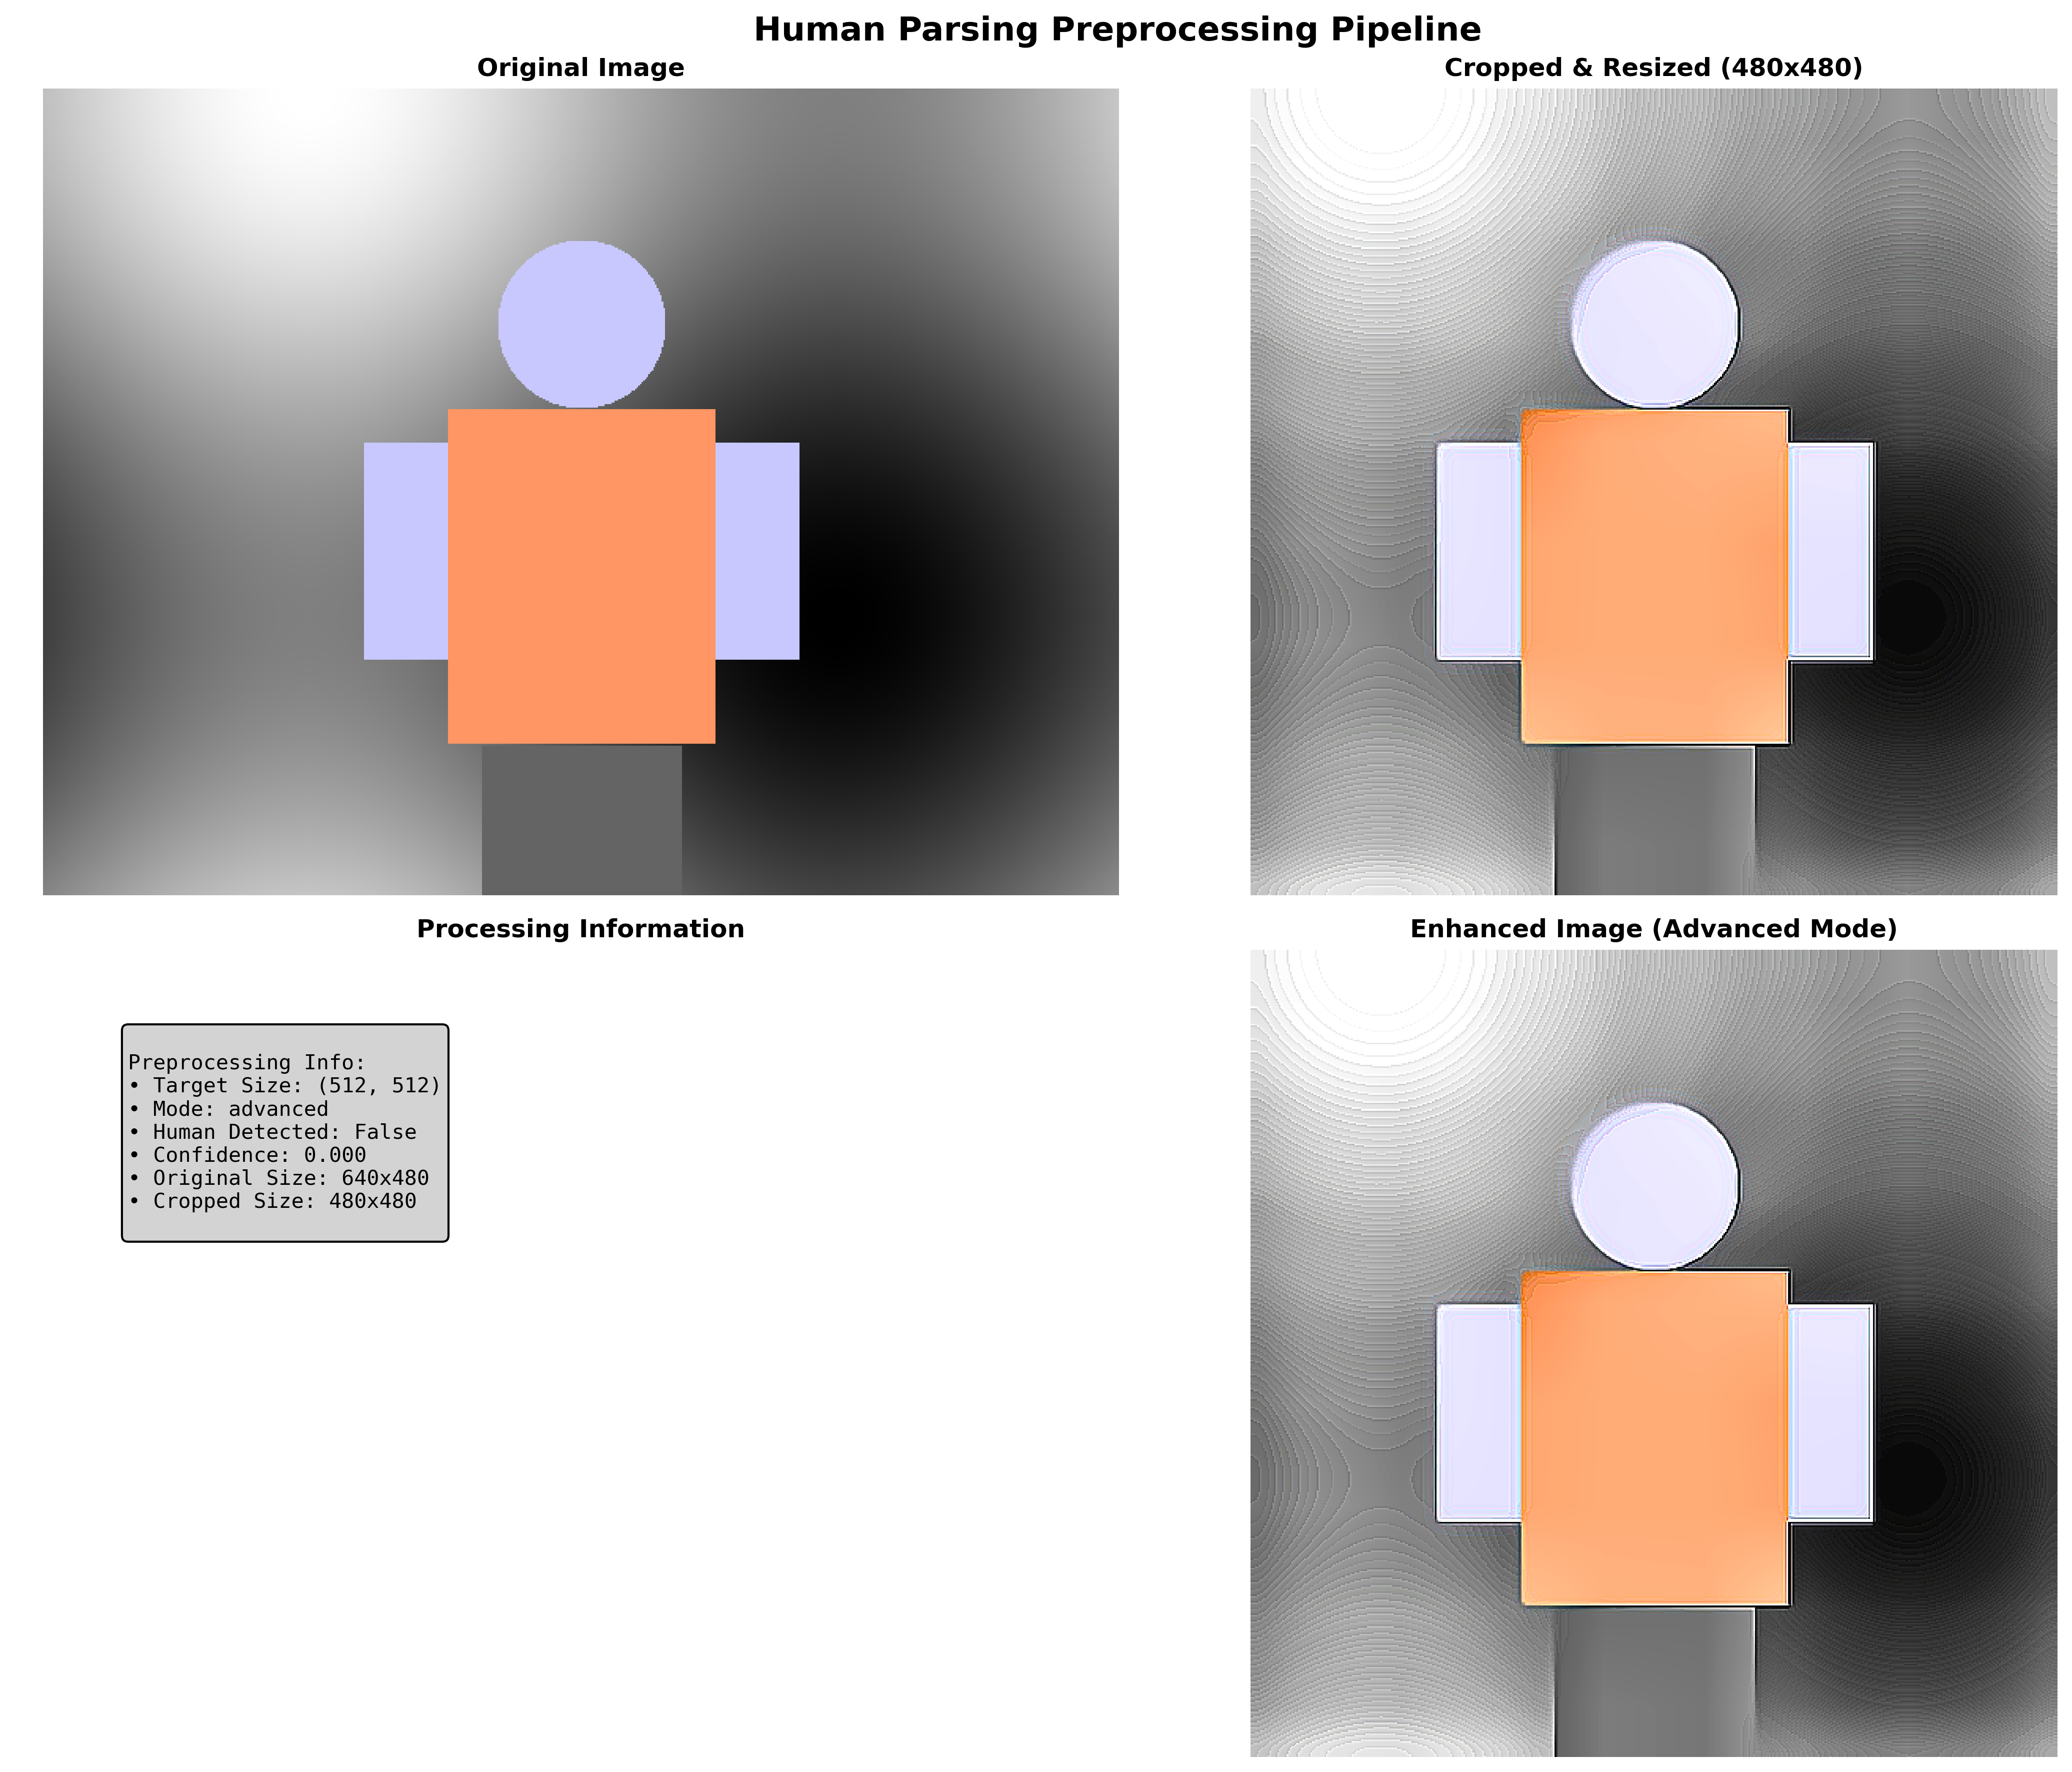 Human Parsing Preprocessing Pipeline
Original Image
Cropped & Resized (480x480)
Processing Information
Preprocessing Info:
• Target Size: (512, 512)
• Mode: advanced
• Human Detected: False
• Confidence: 0.000
• Original Size: 640x480
• Cropped Size: 480x480
Enhanced Image (Advanced Mode)